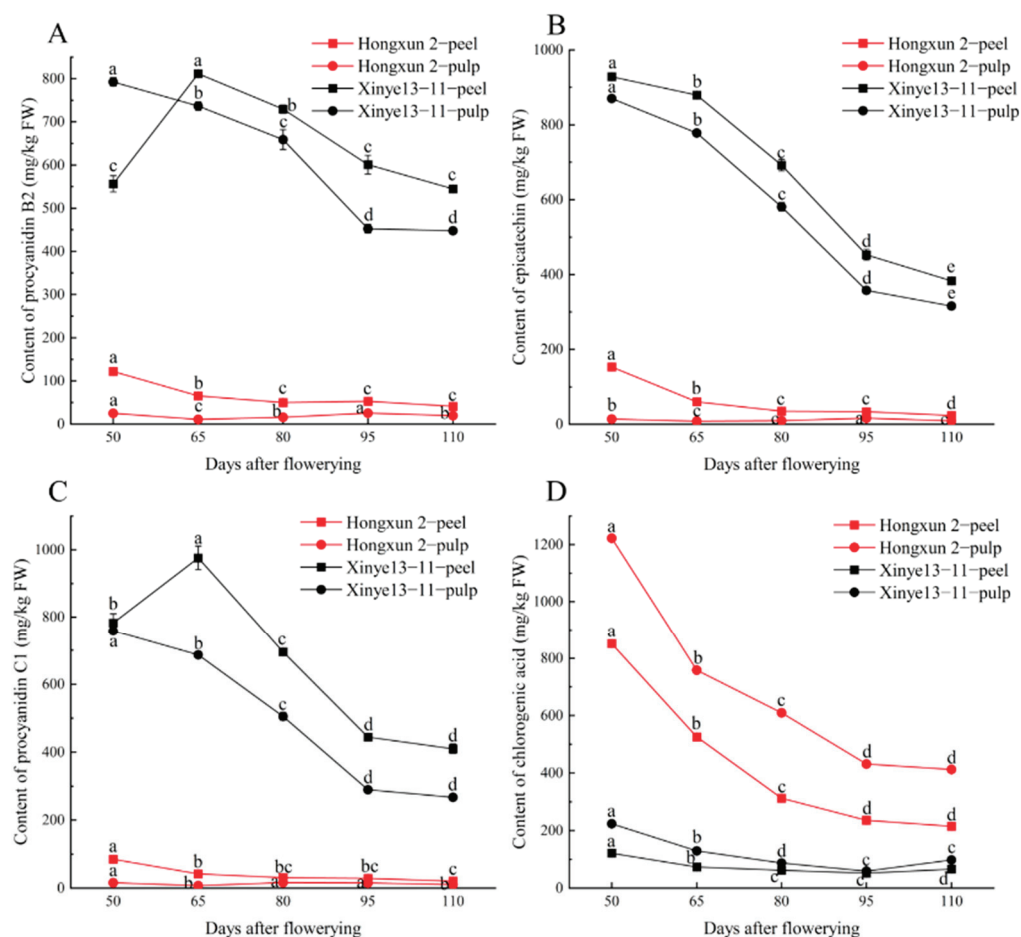 A
Hongxun 2-peel
Hongxun 2-pulp
Xinye13-11-peel
Xinye13-11-pulp
Content of procyanidin B2 (mg/kg FW)
800
700
600
500
400
300
200
100
0
a
a
b
b
c
c
c
c
d
d
a
b
c
c
c
a
c
b
a
b
50 65 80 95 110
Days after flowerying
B
Hongxun 2-peel
Hongxun 2-pulp
Xinye13-11-peel
Xinye13-11-pulp
Content of epicatechin (mg/kg FW)
1000
800
600
400
200
0
a
b
a
b
c
c
d
d
e
e
a
b
c
c
d
b
c
c
a
c
50 65 80 95 110
Days after flowerying
C
Hongxun 2-peel
Hongxun 2-pulp
Xinye13-11-peel
Xinye13-11-pulp
Content of procyanidin C1 (mg/kg FW)
1000
800
600
400
200
0
b
a
a
b
c
c
d
d
d
d
a
b
bc
bc
c
a
b
a
a
b
50 65 80 95 110
Days after flowerying
D
Hongxun 2-peel
Hongxun 2-pulp
Xinye13-11-peel
Xinye13-11-pulp
Content of chlorogenic acid (mg/kg FW)
1200
1000
800
600
400
200
0
a
b
c
d
d
a
b
c
d
d
a
b
d
c
c
a
b
c
c
d
50 65 80 95 110
Days after flowerying